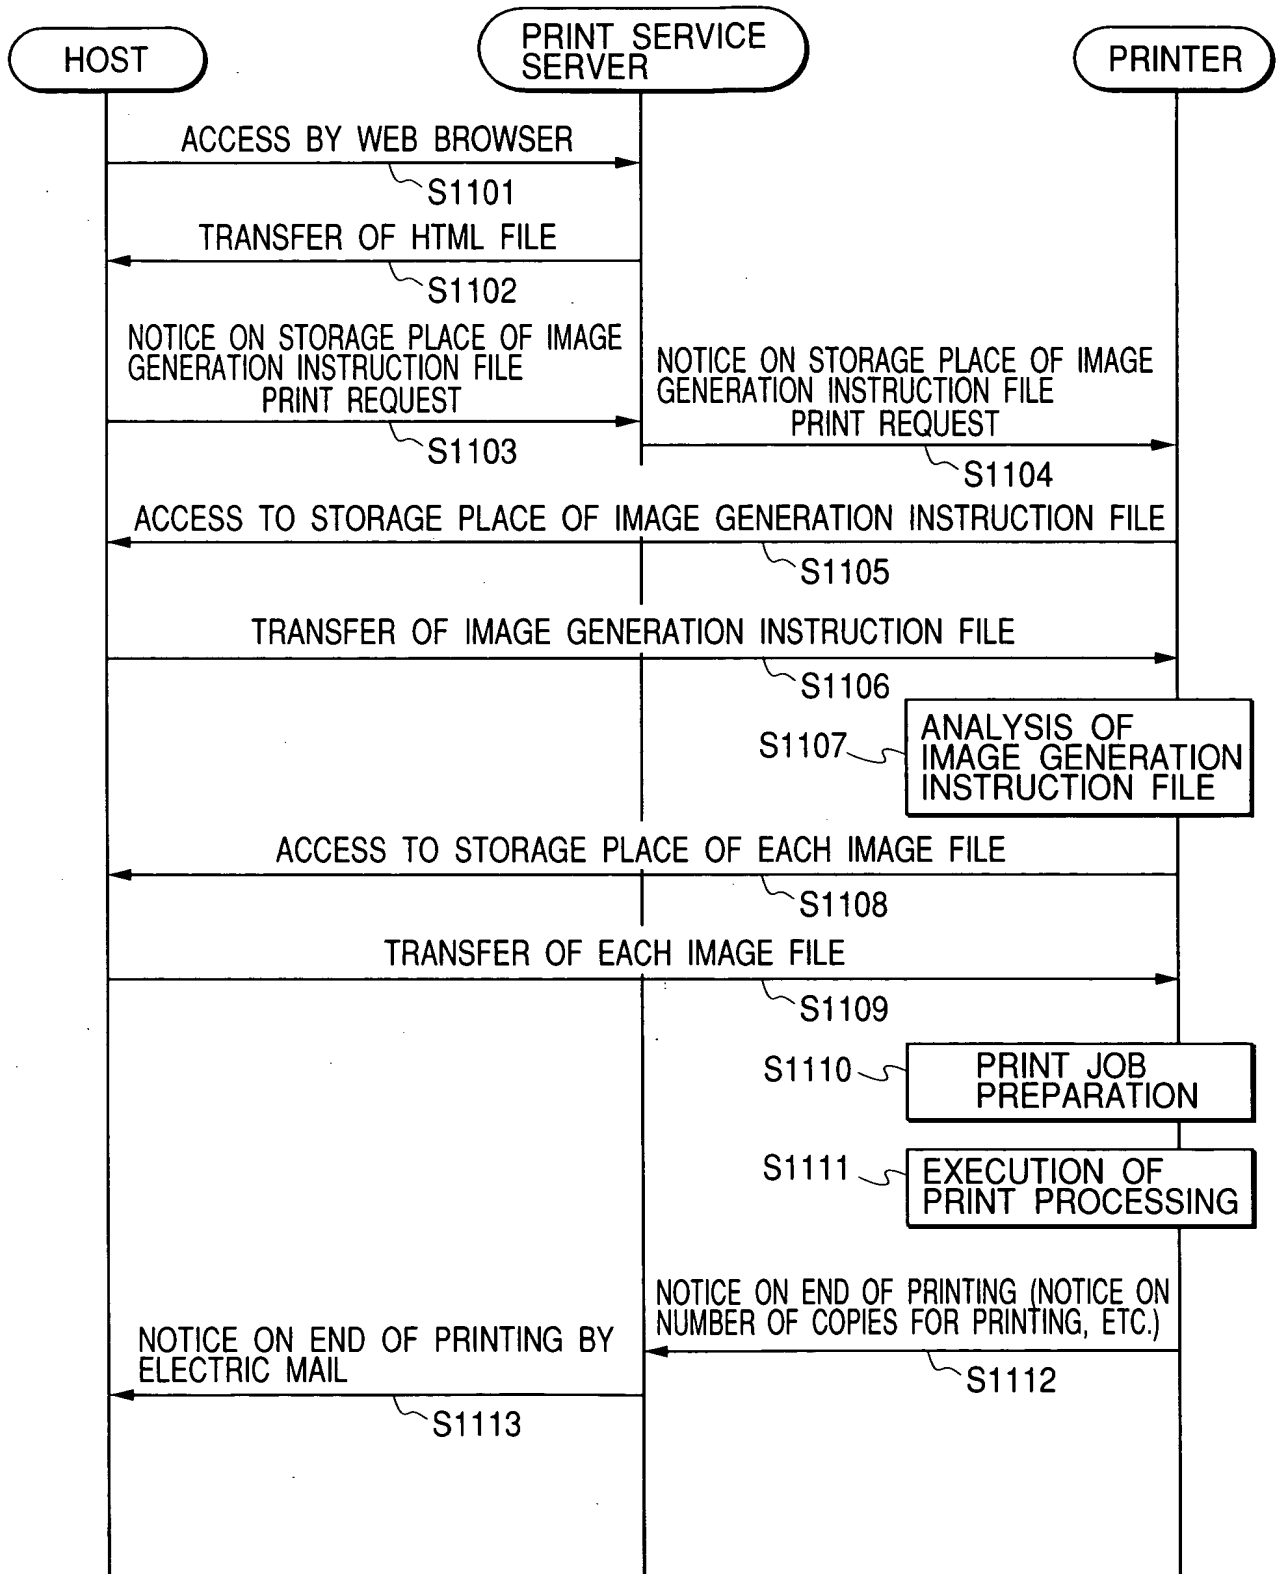 HOST
PRINT SERVICE
SERVER
PRINTER
ACCESS BY WEB BROWSER
S1101
TRANSFER OF HTML FILE
S1102
NOTICE ON STORAGE PLACE OF IMAGE
GENERATION INSTRUCTION FILE
PRINT REQUEST
S1103
NOTICE ON STORAGE PLACE OF IMAGE
GENERATION INSTRUCTION FILE
PRINT REQUEST
S1104
ACCESS TO STORAGE PLACE OF IMAGE GENERATION INSTRUCTION FILE
S1105
TRANSFER OF IMAGE GENERATION INSTRUCTION FILE
S1106
S1107
ANALYSIS OF
IMAGE GENERATION
INSTRUCTION FILE
ACCESS TO STORAGE PLACE OF EACH IMAGE FILE
S1108
TRANSFER OF EACH IMAGE FILE
S1109
S1110
PRINT JOB
PREPARATION
S1111
EXECUTION OF
PRINT PROCESSING
NOTICE ON END OF PRINTING (NOTICE ON
NUMBER OF COPIES FOR PRINTING, ETC.)
S1112
NOTICE ON END OF PRINTING BY
ELECTRIC MAIL
S1113